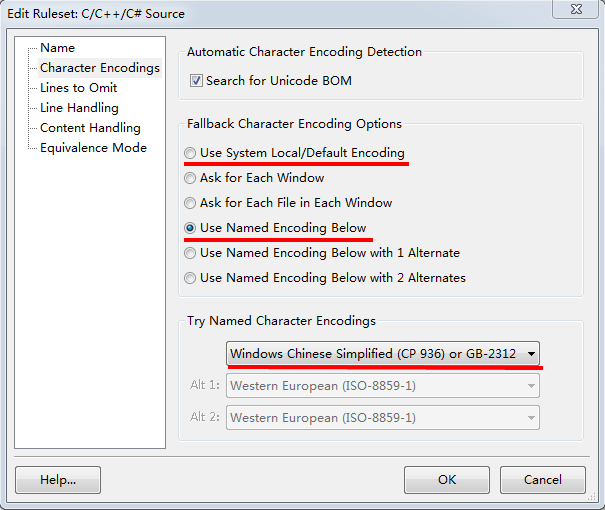 Edit Ruleset: C/C++/C# Source
Name
Character Encodings
Lines to Omit
Line Handling
Content Handling
Equivalence Mode
Automatic Character Encoding Detection
Search for Unicode BOM
Fallback Character Encoding Options
Use System Local/Default Encoding
Ask for Each Window
Ask for Each File in Each Window
Use Named Encoding Below
Use Named Encoding Below with 1 Alternate
Use Named Encoding Below with 2 Alternates
Try Named Character Encodings
Windows Chinese Simplified (CP 936) or GB-2312
Alt 1: Western European (ISO-8859-1)
Alt 2: Western European (ISO-8859-1)
Help... OK Cancel